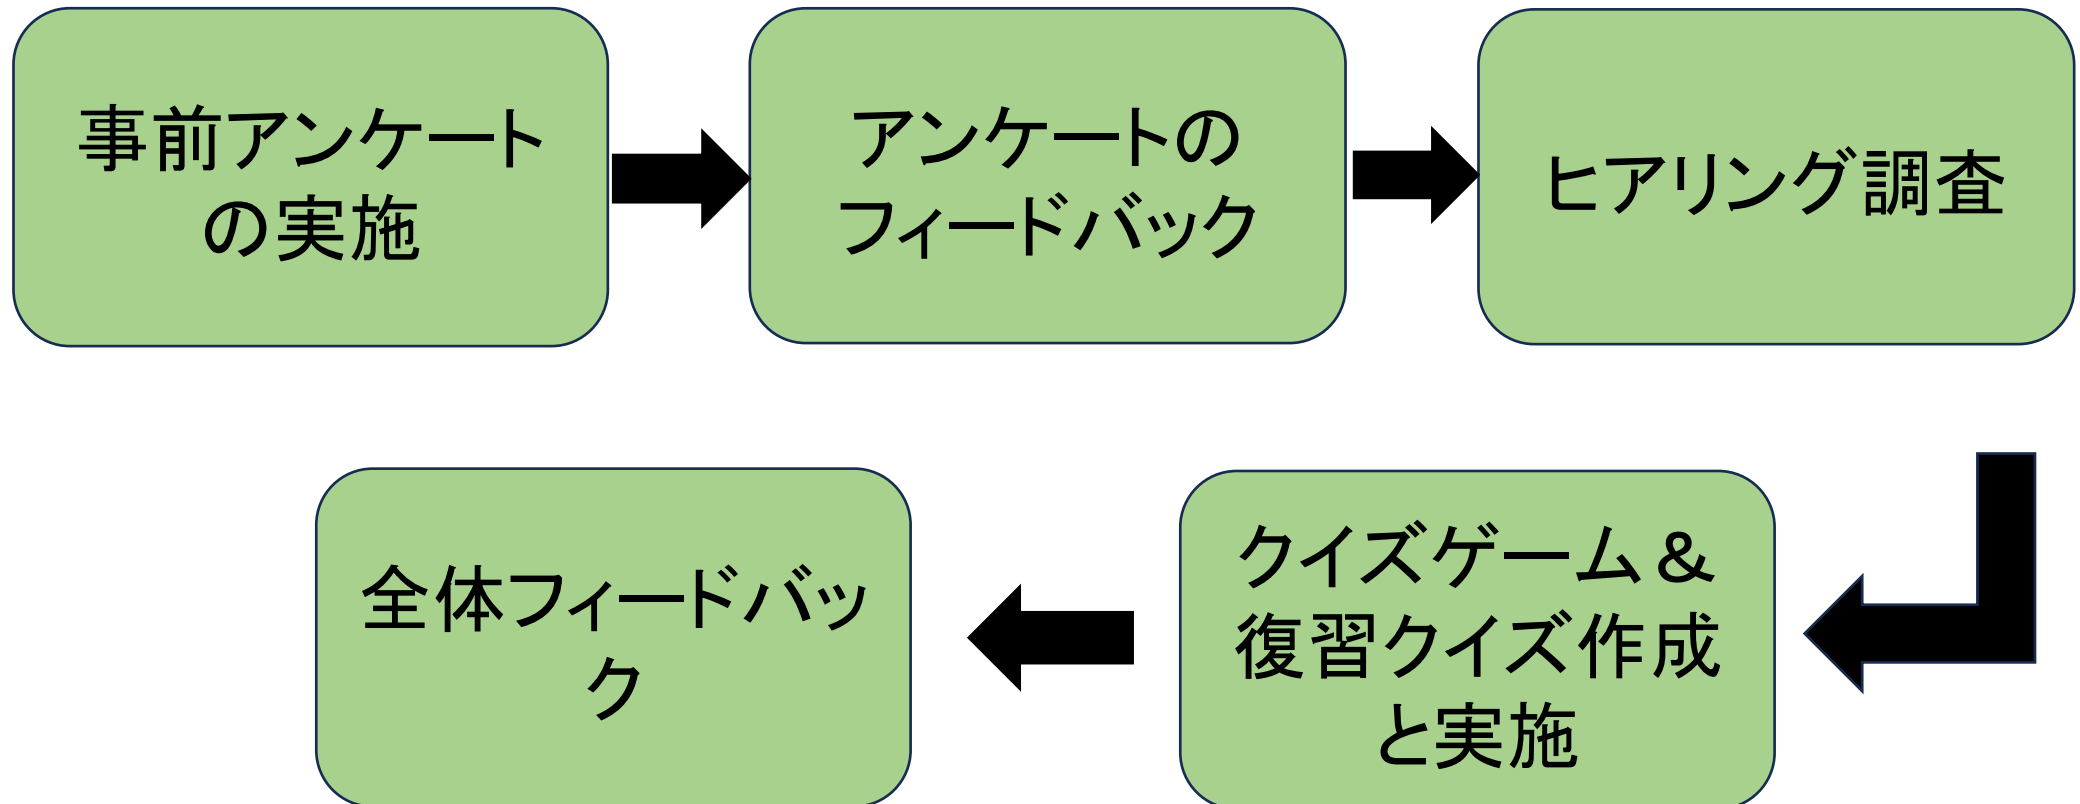 事前アンケート
の実施
アンケートの
フィードバック
ヒアリング調査
クイズゲーム＆
復習クイズ作成
と実施
全体フィードバッ
ク